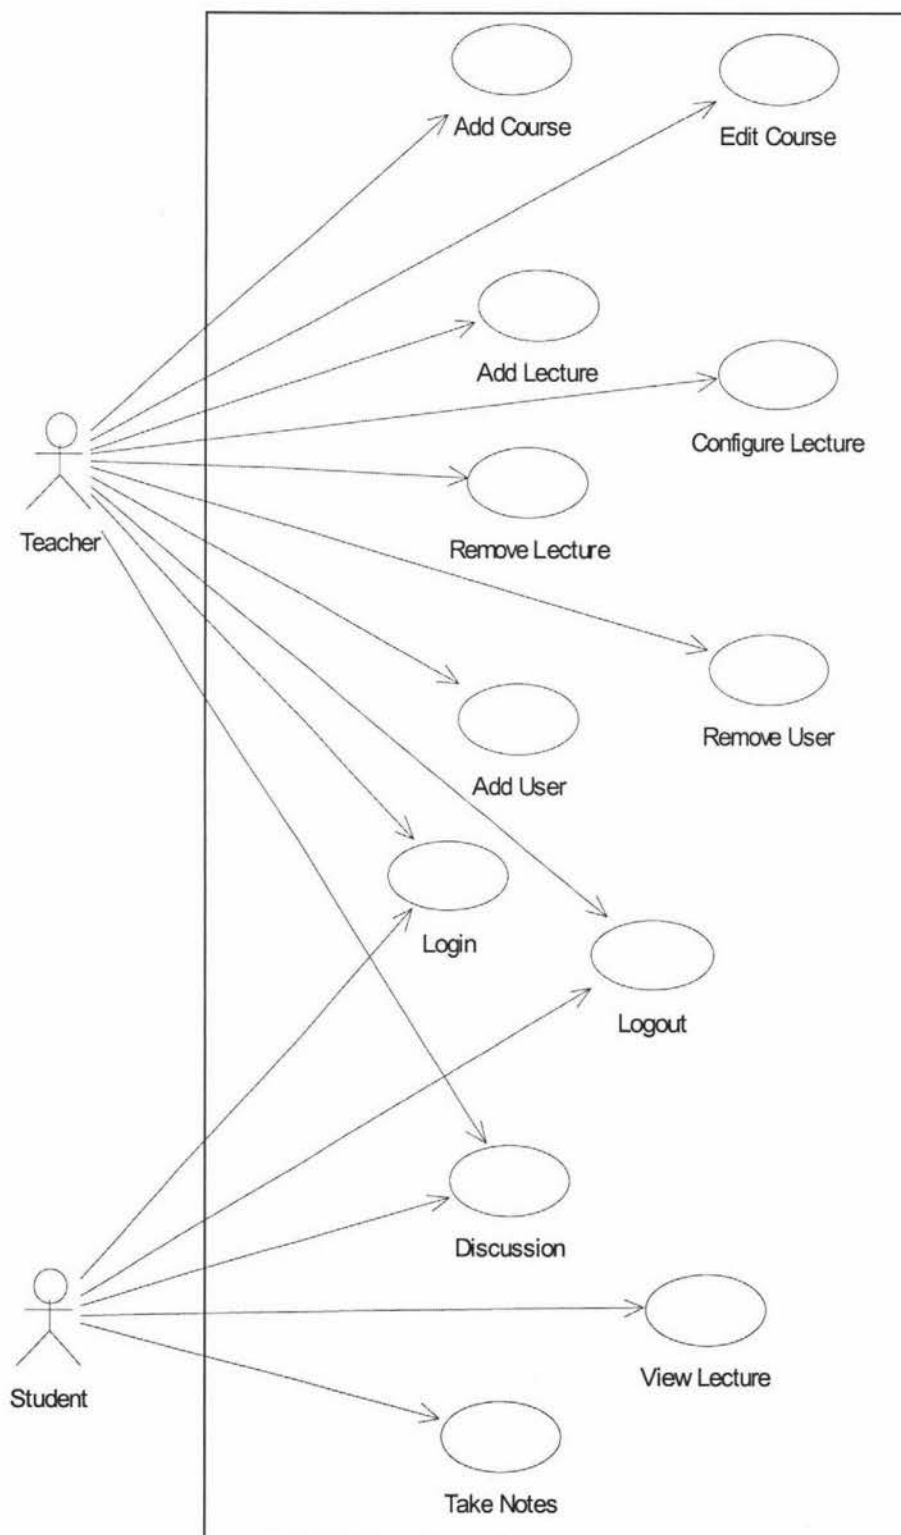 Add Course
Edit Course
Add Lecture
Configure Lecture
Teacher
Remove Lecture
Remove User
Add User
Login
Logout
Discussion
View Lecture
Student
Take Notes